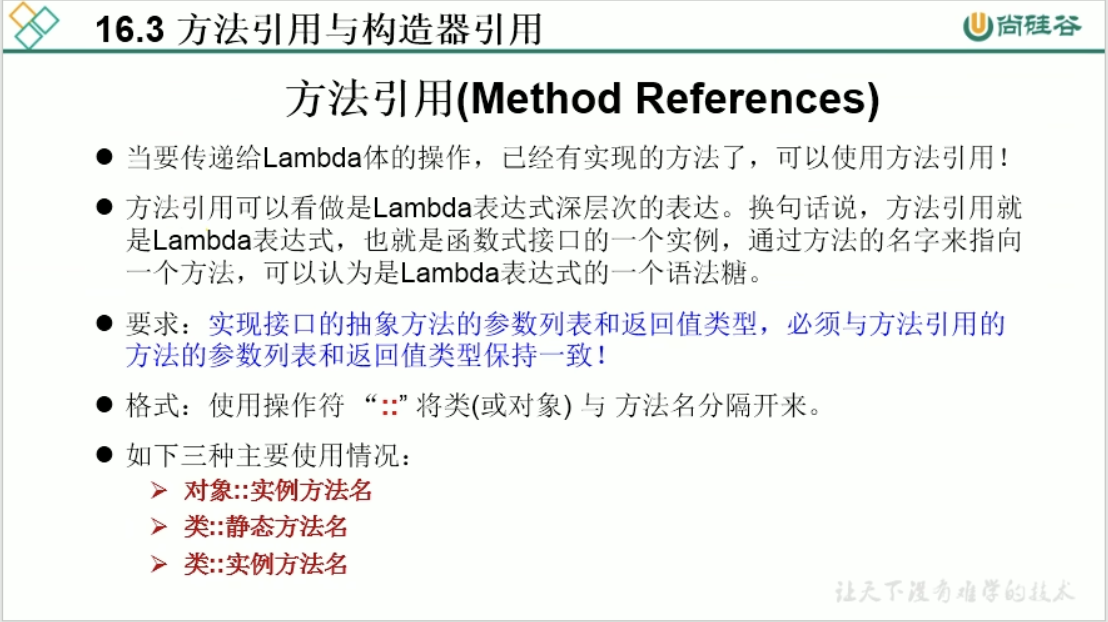 16.3 方法引用与构造器引用
尚硅谷
方法引用(Method References)
● 当要传递给Lambda体的操作，已经有实现的方法了，可以使用方法引用！
● 方法引用可以看做是Lambda表达式深层次的表达。换句话说，方法引用就
是Lambda表达式，也就是函数式接口的一个实例，通过方法的名字来指向
一个方法，可以认为是Lambda表达式的一个语法糖。
● 要求：实现接口的抽象方法的参数列表和返回值类型，必须与方法引用的
方法的参数列表和返回值类型保持一致！
● 格式：使用操作符 “::” 将类(或对象) 与 方法名分隔开来。
● 如下三种主要使用情况：
➢ 对象::实例方法名
➢ 类::静态方法名
➢ 类::实例方法名
让天下没有难学的技术